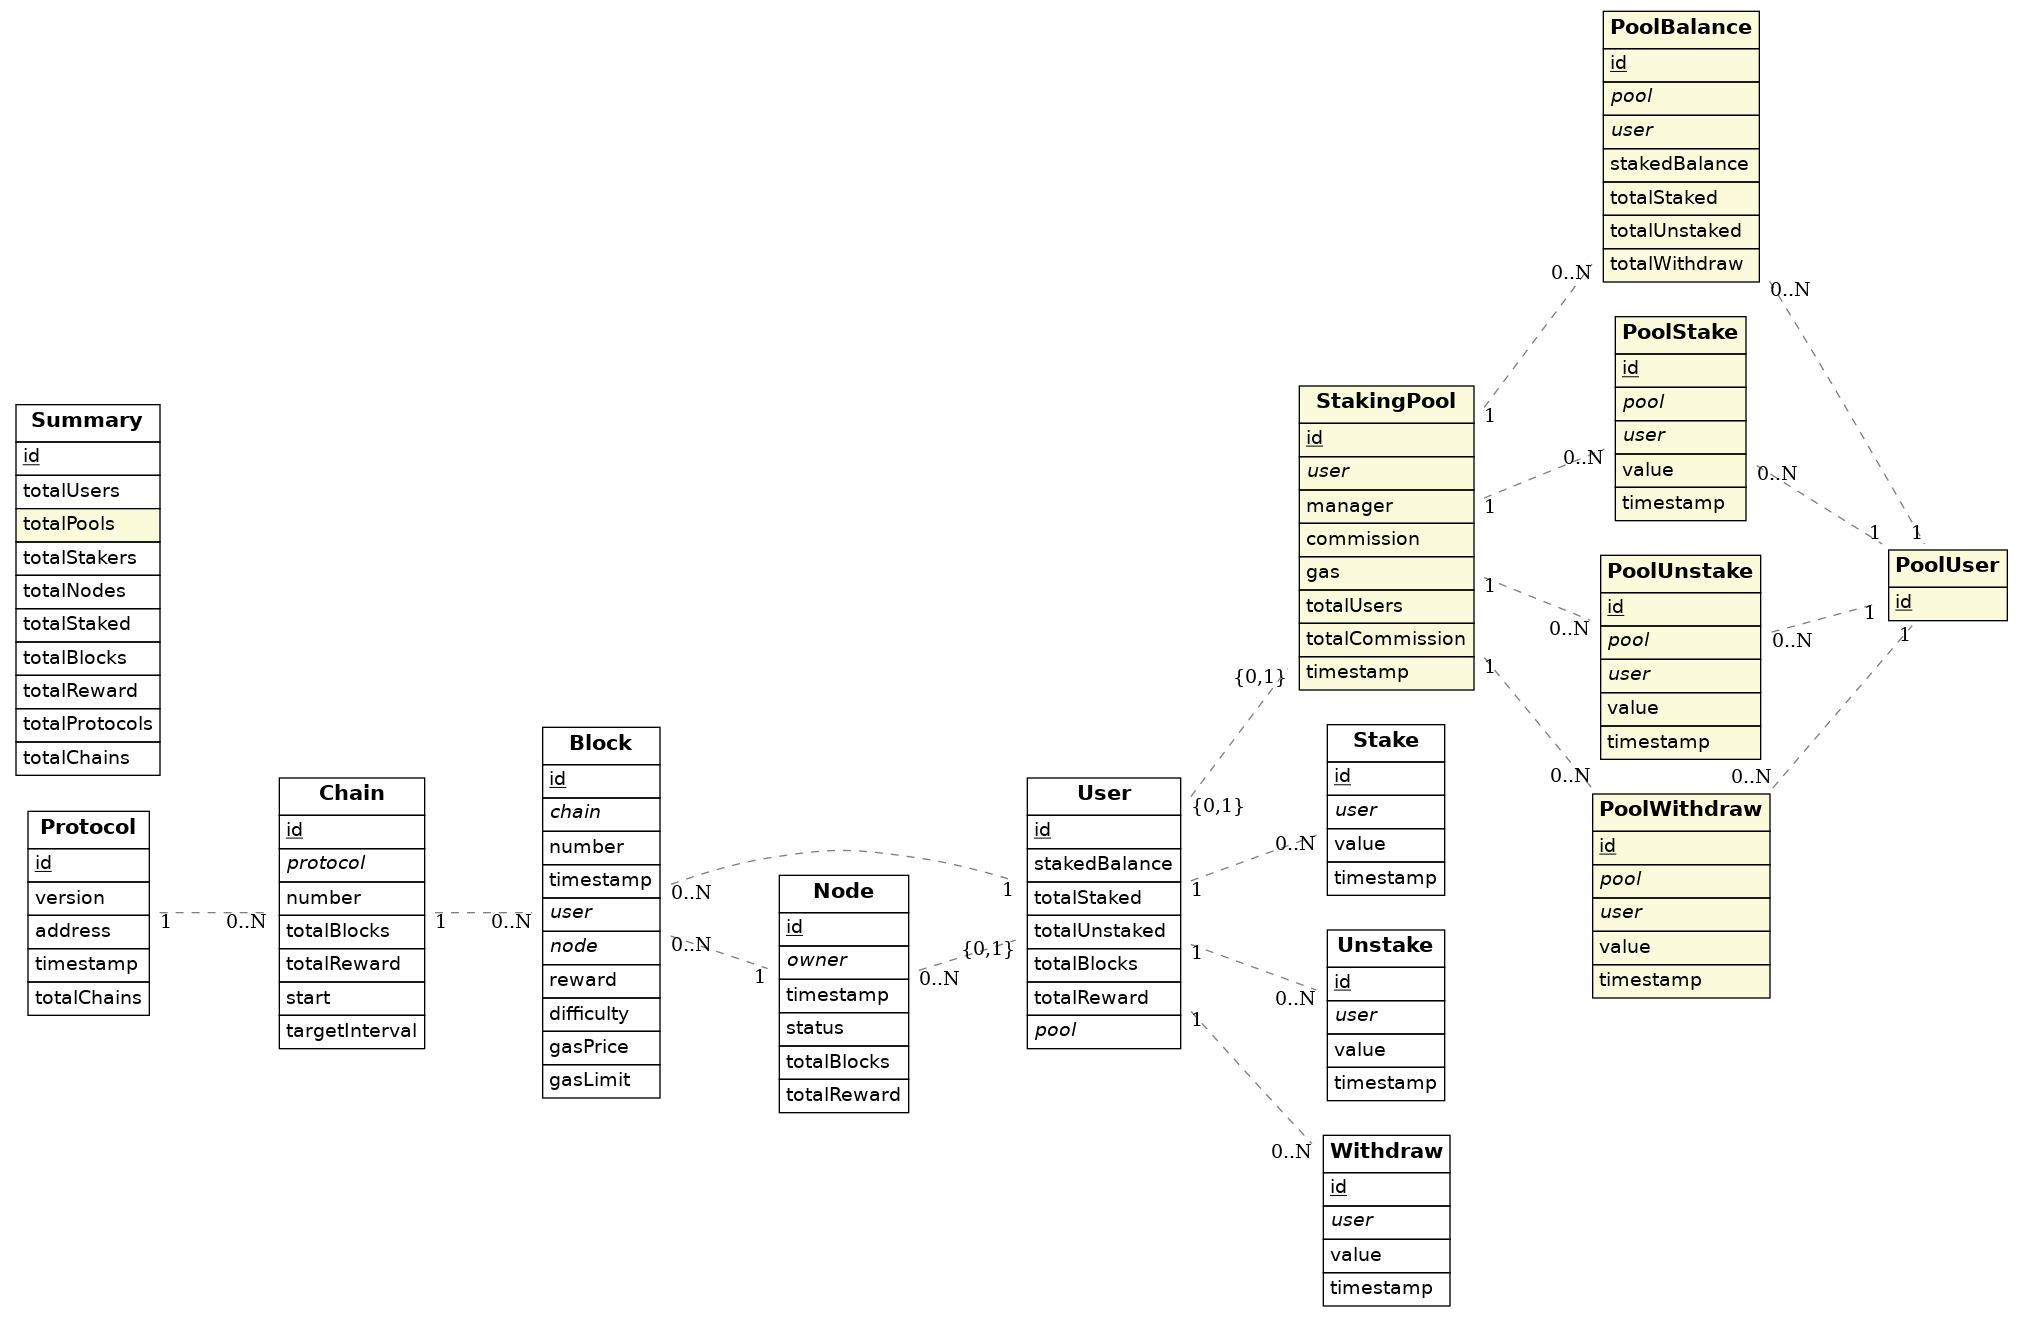 Summary
id
totalUsers
totalPools
totalStakers
totalNodes
totalStaked
totalBlocks
totalReward
totalProtocols
totalChains
Protocol
id
version
address
timestamp
totalChains
1
0..N
Chain
id
protocol
number
totalBlocks
totalReward
start
targetInterval
1
0..N
Block
id
chain
number
timestamp
user
node
reward
difficulty
gasPrice
gasLimit
0..N
1
0..N
1
Node
id
owner
timestamp
status
totalBlocks
totalReward
0..N
{0,1}
User
id
stakedBalance
totalStaked
totalUnstaked
totalBlocks
totalReward
pool
{0,1}
{0,1}
1
0..N
1
0..N
1
0..N
StakingPool
id
user
manager
commission
gas
totalUsers
totalCommission
timestamp
Stake
id
user
value
timestamp
Unstake
id
user
value
timestamp
Withdraw
id
user
value
timestamp
1
0..N
1
0..N
1
0..N
1
0..N
PoolBalance
id
pool
user
stakedBalance
totalStaked
totalUnstaked
totalWithdraw
PoolStake
id
pool
user
value
timestamp
PoolUnstake
id
pool
user
value
timestamp
PoolWithdraw
id
pool
user
value
timestamp
0..N
1
0..N
1
0..N
1
0..N
1
PoolUser
id